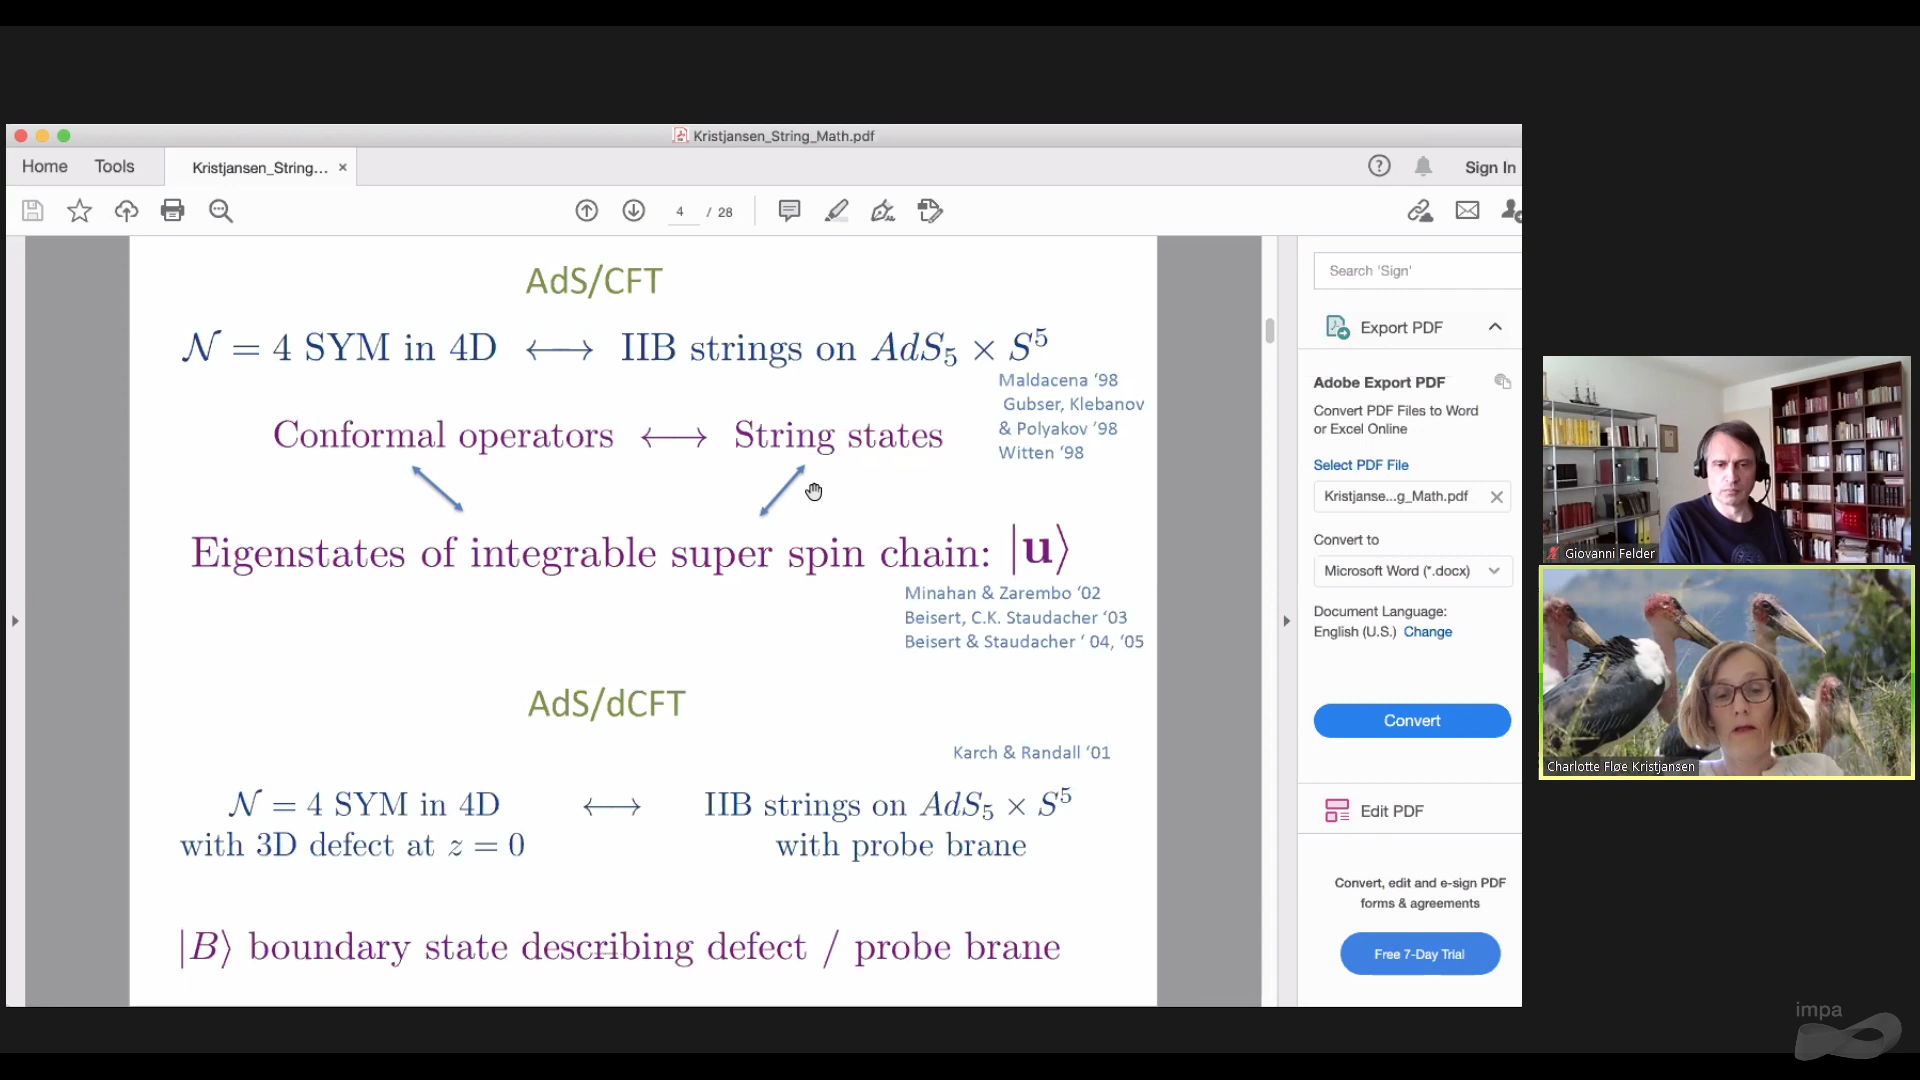 Kristjansen_String_Math.pdf
Home Tools Kristjansen_String... × Sign In
4 / 28
AdS/CFT
𝒩 = 4 SYM in 4D ⟷ IIB strings on AdS₅ × S⁵
Maldacena '98
Gubser, Klebanov
& Polyakov '98
Witten '98
Conformal operators ⟷ String states
Eigenstates of integrable super spin chain: |u⟩
Minahan & Zarembo '02
Beisert, C.K. Staudacher '03
Beisert & Staudacher ' 04, '05
AdS/dCFT
Karch & Randall '01
𝒩 = 4 SYM in 4D ⟷ IIB strings on AdS₅ × S⁵
with 3D defect at z = 0 with probe brane
|B⟩ boundary state describing defect / probe brane
Search 'Sign'
Export PDF
Adobe Export PDF
Convert PDF Files to Word
or Excel Online
Select PDF File
Kristjanse...g_Math.pdf
Convert to
Microsoft Word (*.docx)
Document Language:
English (U.S.) Change
Convert
Edit PDF
Convert, edit and e-sign PDF
forms & agreements
Free 7-Day Trial
Giovanni Felder
Charlotte Fløe Kristjansen
impa